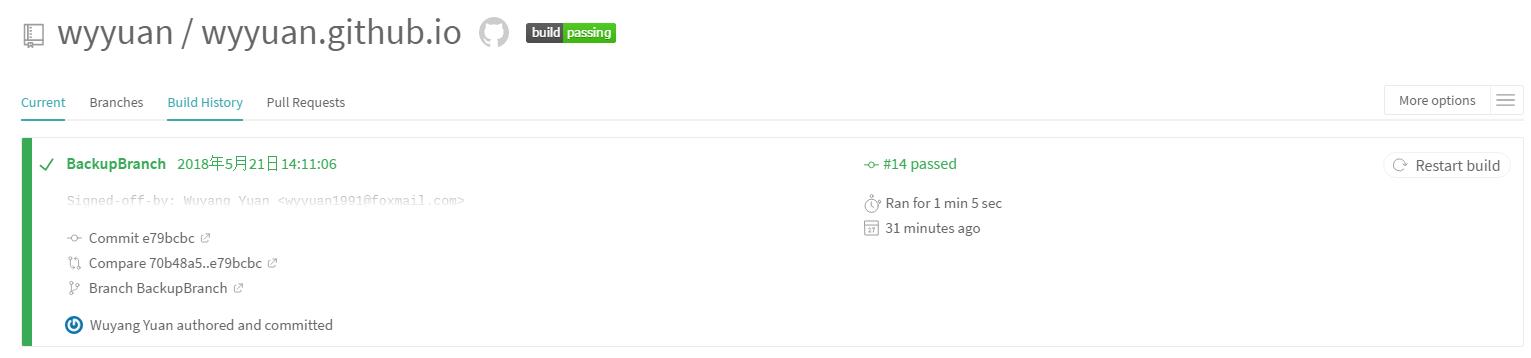 wyyuan / wyyuan.github.io build passing
Current Branches Build History Pull Requests More options
BackupBranch 2018年5月21日14:11:06 #14 passed Restart build
Signed-off-by: Wuyang Yuan <wyyuan1991@foxmail.com>
Ran for 1 min 5 sec
31 minutes ago
Commit e79bcbc
Compare 70b48a5..e79bcbc
Branch BackupBranch
Wuyang Yuan authored and committed